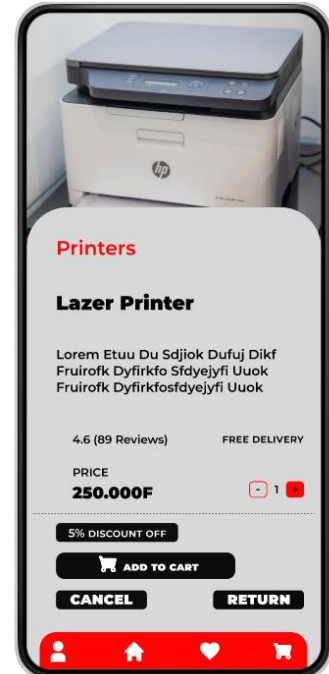 hp
Printers
Lazer Printer
Lorem Etuu Du Sdjiok Dufuj Dikf
Fruirofk Dyfirkfo Sfdyejyfi Uuok
Fruirofk Dyfirkfosfdyejyfi Uuok
4.6 (89 Reviews) FREE DELIVERY
PRICE
250.000F - 1 +
5% DISCOUNT OFF
ADD TO CART
CANCEL RETURN